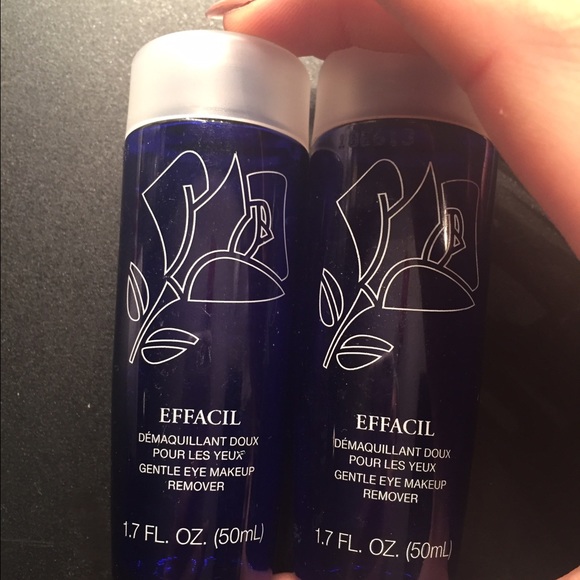 EFFACIL
DÉMAQUILLANT DOUX
POUR LES YEUX
GENTLE EYE MAKEUP
REMOVER
1.7 FL. OZ. (50mL)
EFFACIL
DÉMAQUILLANT DOUX
POUR LES YEUX
GENTLE EYE MAKEUP
REMOVER
1.7 FL. OZ. (50mL)